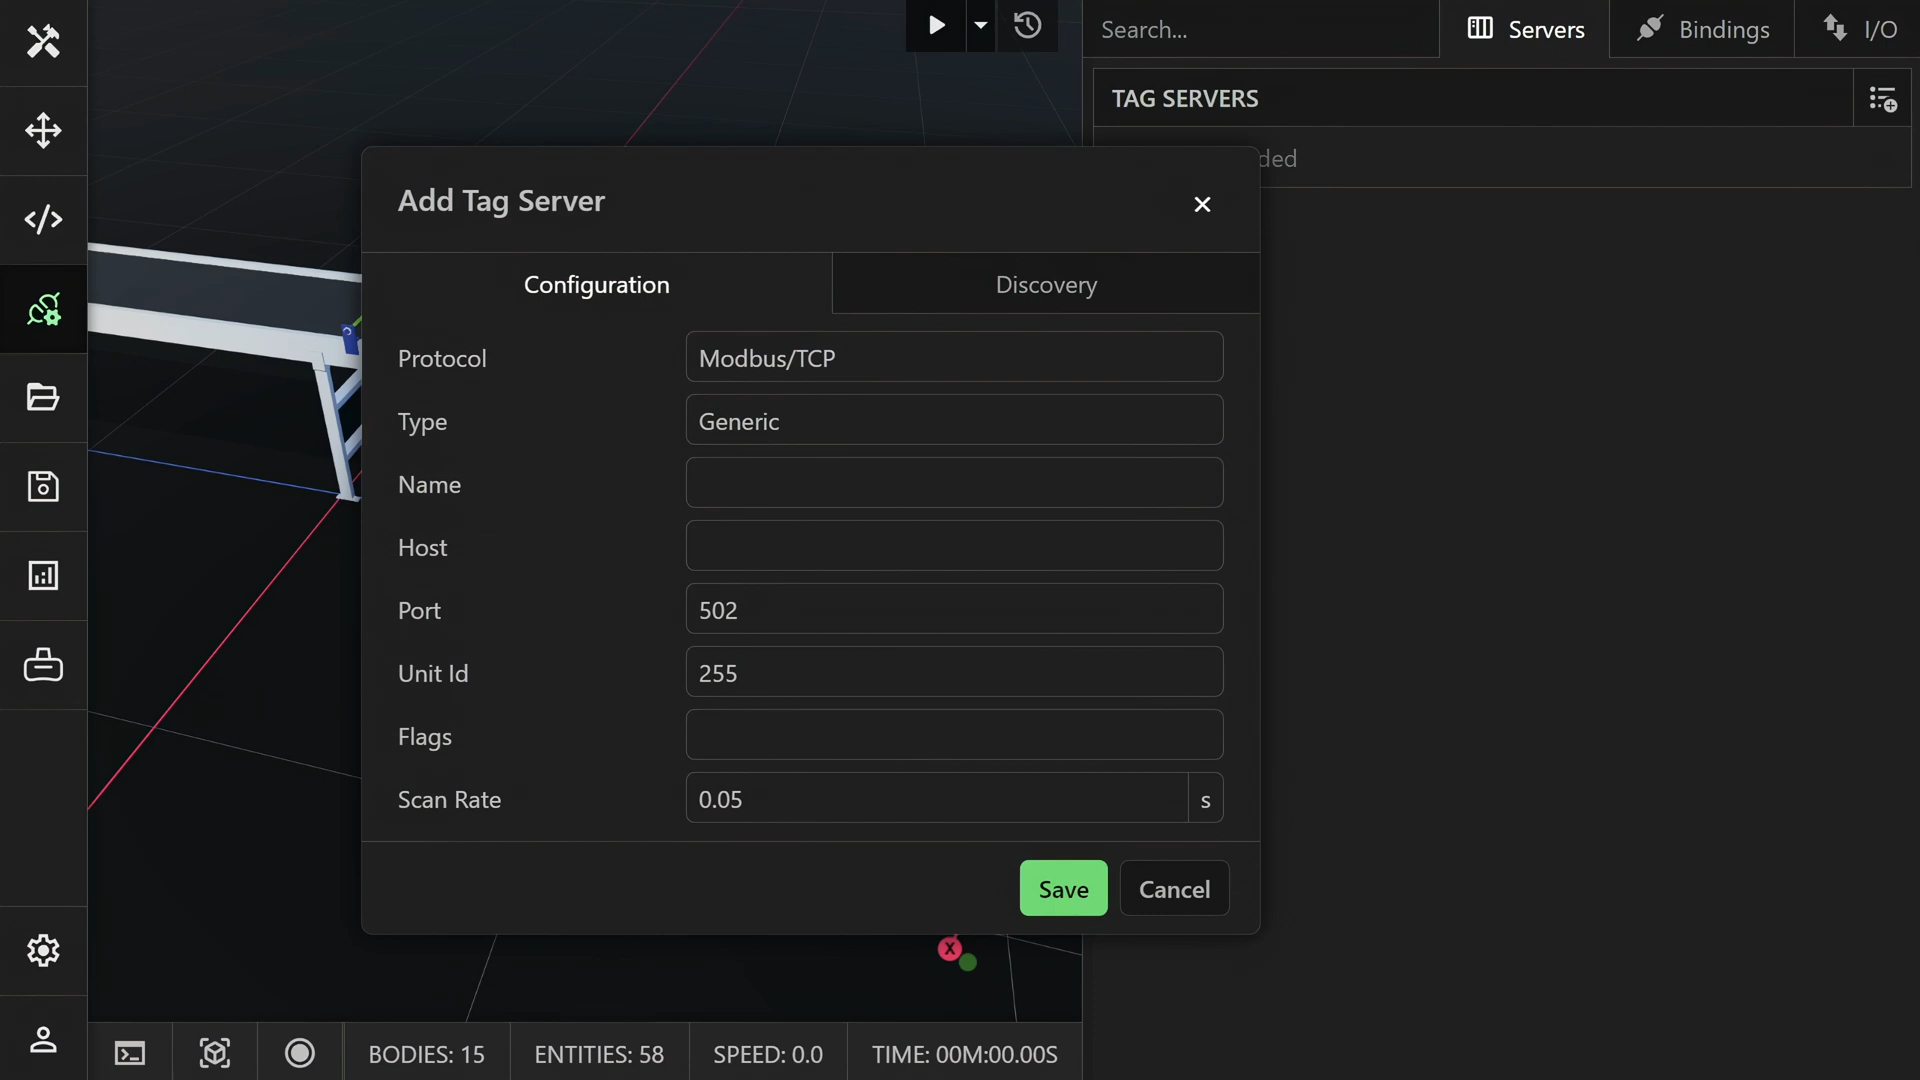 Search...
Servers
Bindings
I/O
TAG SERVERS
ded
Add Tag Server
Configuration
Discovery
Protocol
Modbus/TCP
Type
Generic
Name
Host
Port
502
Unit Id
255
Flags
Scan Rate
0.05
s
Save
Cancel
X
BODIES: 15
ENTITIES: 58
SPEED: 0.0
TIME: 00M:00.00S